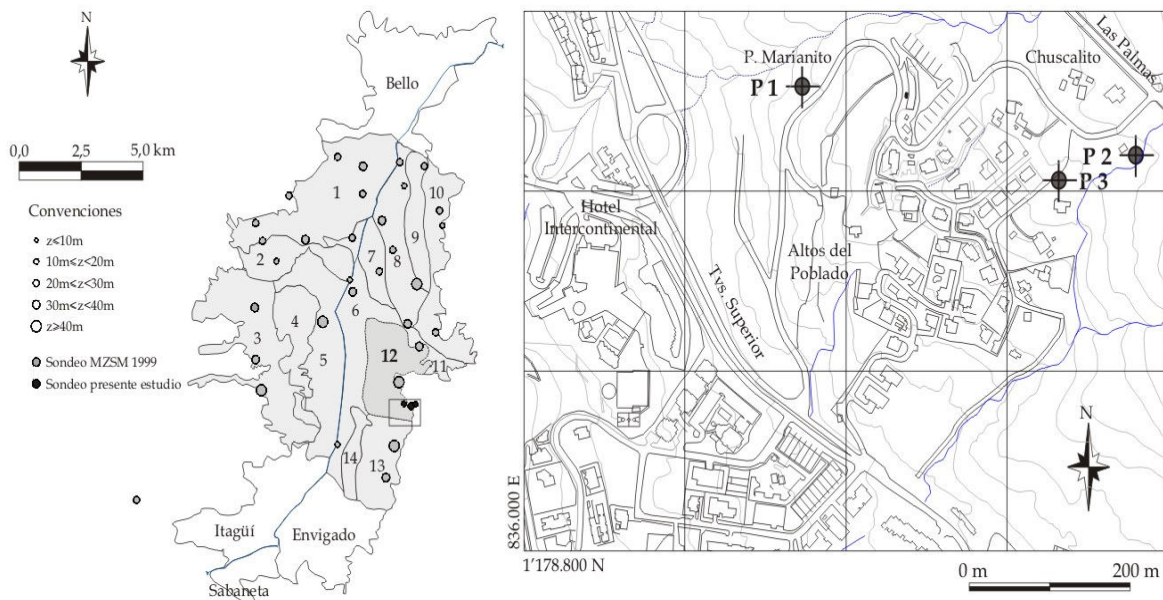 N
Bello
0,0 2,5 5,0 km
Convenciones
z≤10m
10m<z<20m
20m<z<30m
30m<z<40m
z≥40m
Sondeo MZSM 1999
Sondeo presente estudio
1
10
9
2
7
8
6
3
4
5
12
11
14
13
Itagüí
Envigado
Sabaneta
P. Marianito
P 1
Chuscalito
Las Palmas
P 2
P 3
Hotel
Intercontinental
Altos del
Poblado
Tvs. Superior
N
836.000 E
1'178.800 N
0 m 200 m